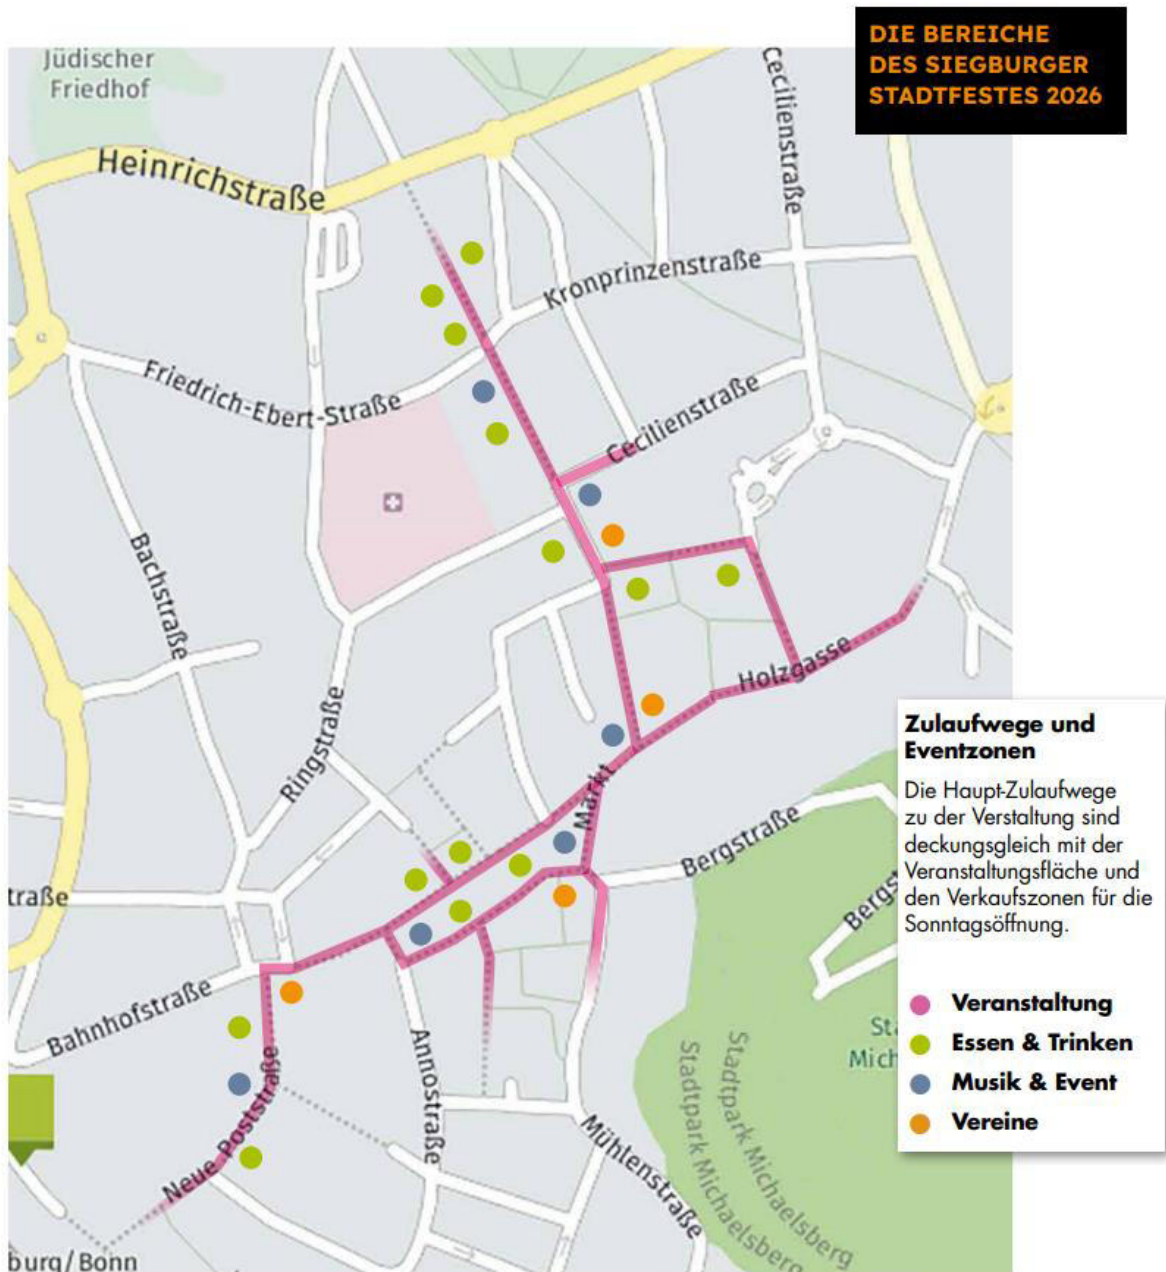 DIE BEREICHE
DES SIEGBURGER
STADTFESTES 2026
Jüdischer
Friedhof
Heinrichstraße
Cecilienstraße
Kronprinzenstraße
Friedrich-Ebert-Straße
Cecilienstraße
Bachstraße
Holzgasse
Ringstraße
Markt
Bergstraße
traße
Bergst
Bahnhofstraße
Annostraße
Neue Poststraße
Mühlenstraße
Stadtpark Michaelsberg
Stadtpark Michaelsberg
Sta
Mich
burg/Bonn
Zulaufwege und
Eventzonen
Die Haupt-Zulaufwege
zu der Verstaltung sind
deckungsgleich mit der
Veranstaltungsfläche und
den Verkaufszonen für die
Sonntagsöffnung.
Veranstaltung
Essen & Trinken
Musik & Event
Vereine